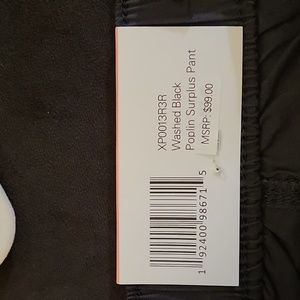 XP0013R3R
Washed Black
Poplin Surplus Pant
MSRP: $99.00
1 92400 98671 5